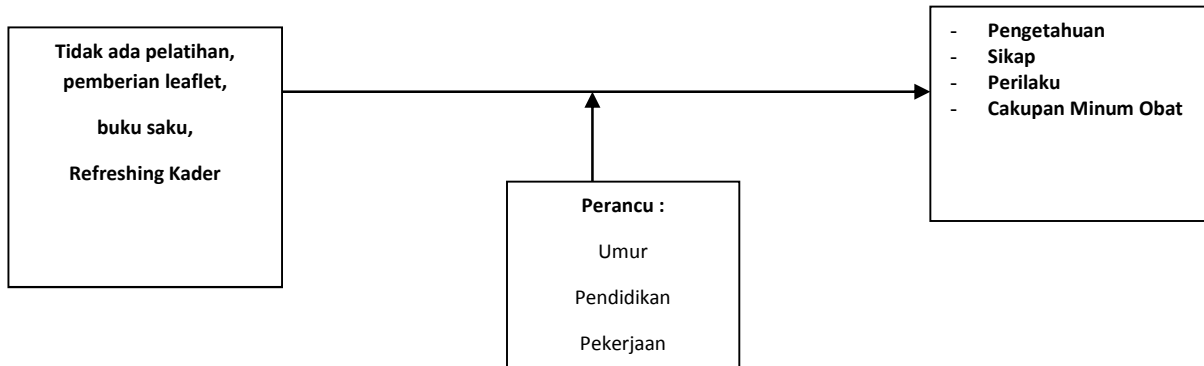 Tidak ada pelatihan,
pemberian leaflet,
buku saku,
Refreshing Kader
- Pengetahuan
- Sikap
- Perilaku
- Cakupan Minum Obat
Perancu :
Umur
Pendidikan
Pekerjaan